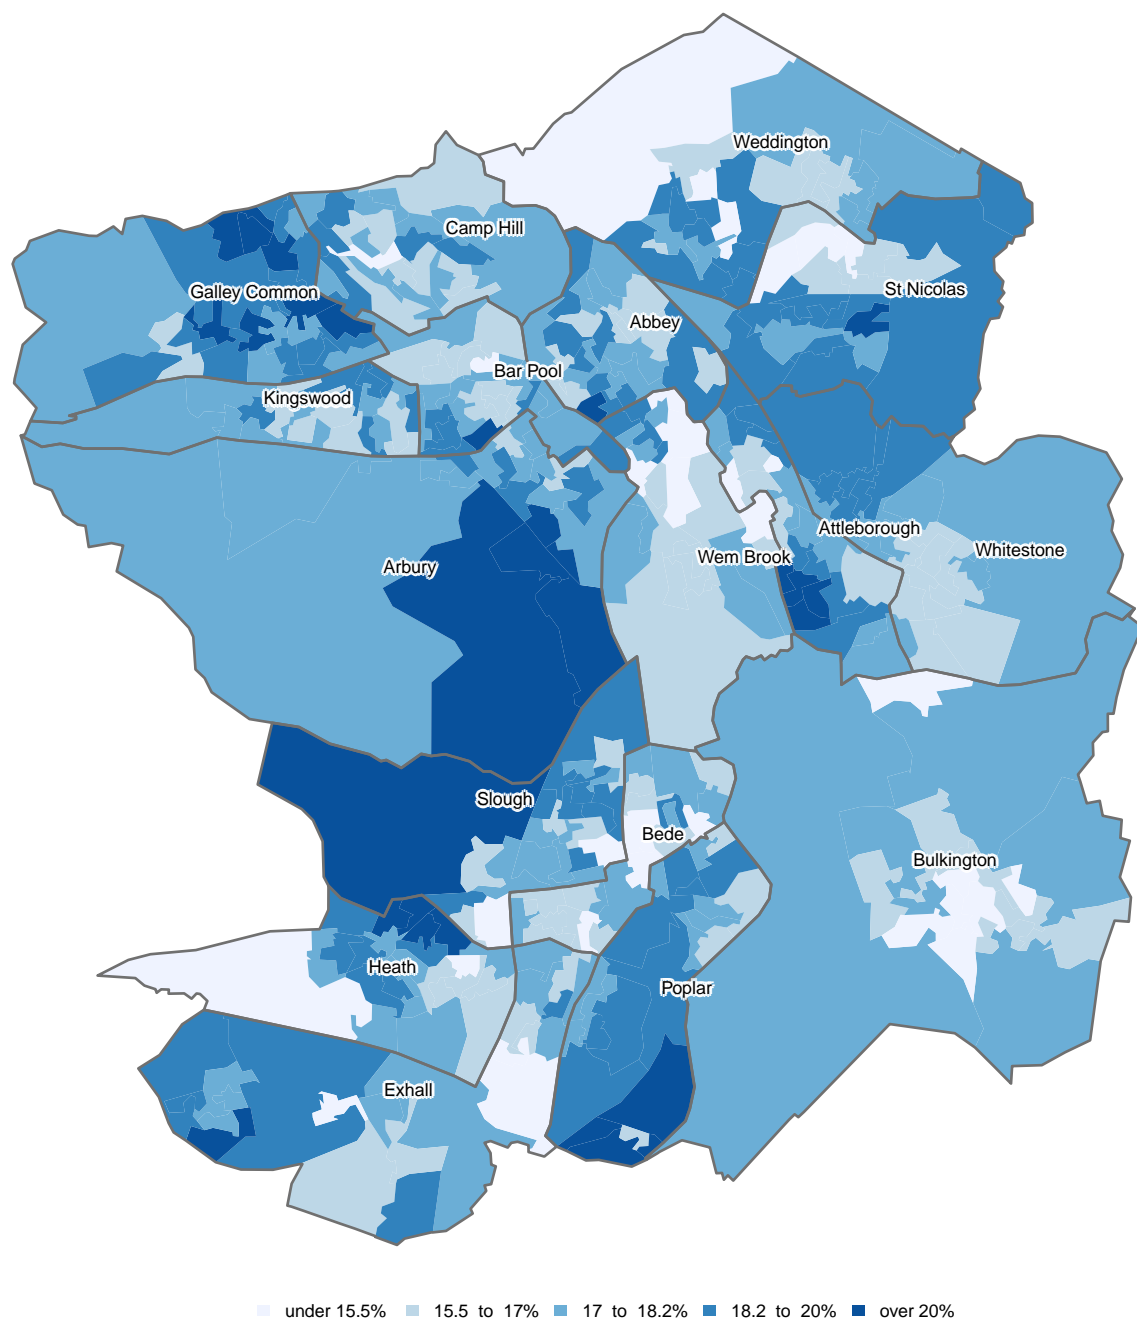 Weddington
Camp Hill
Galley Common
St Nicolas
Abbey
Bar Pool
Kingswood
Attleborough
Whitestone
Wem Brook
Arbury
Slough
Bede
Bulkington
Heath
Poplar
Exhall
under 15.5% 15.5 to 17% 17 to 18.2% 18.2 to 20% over 20%